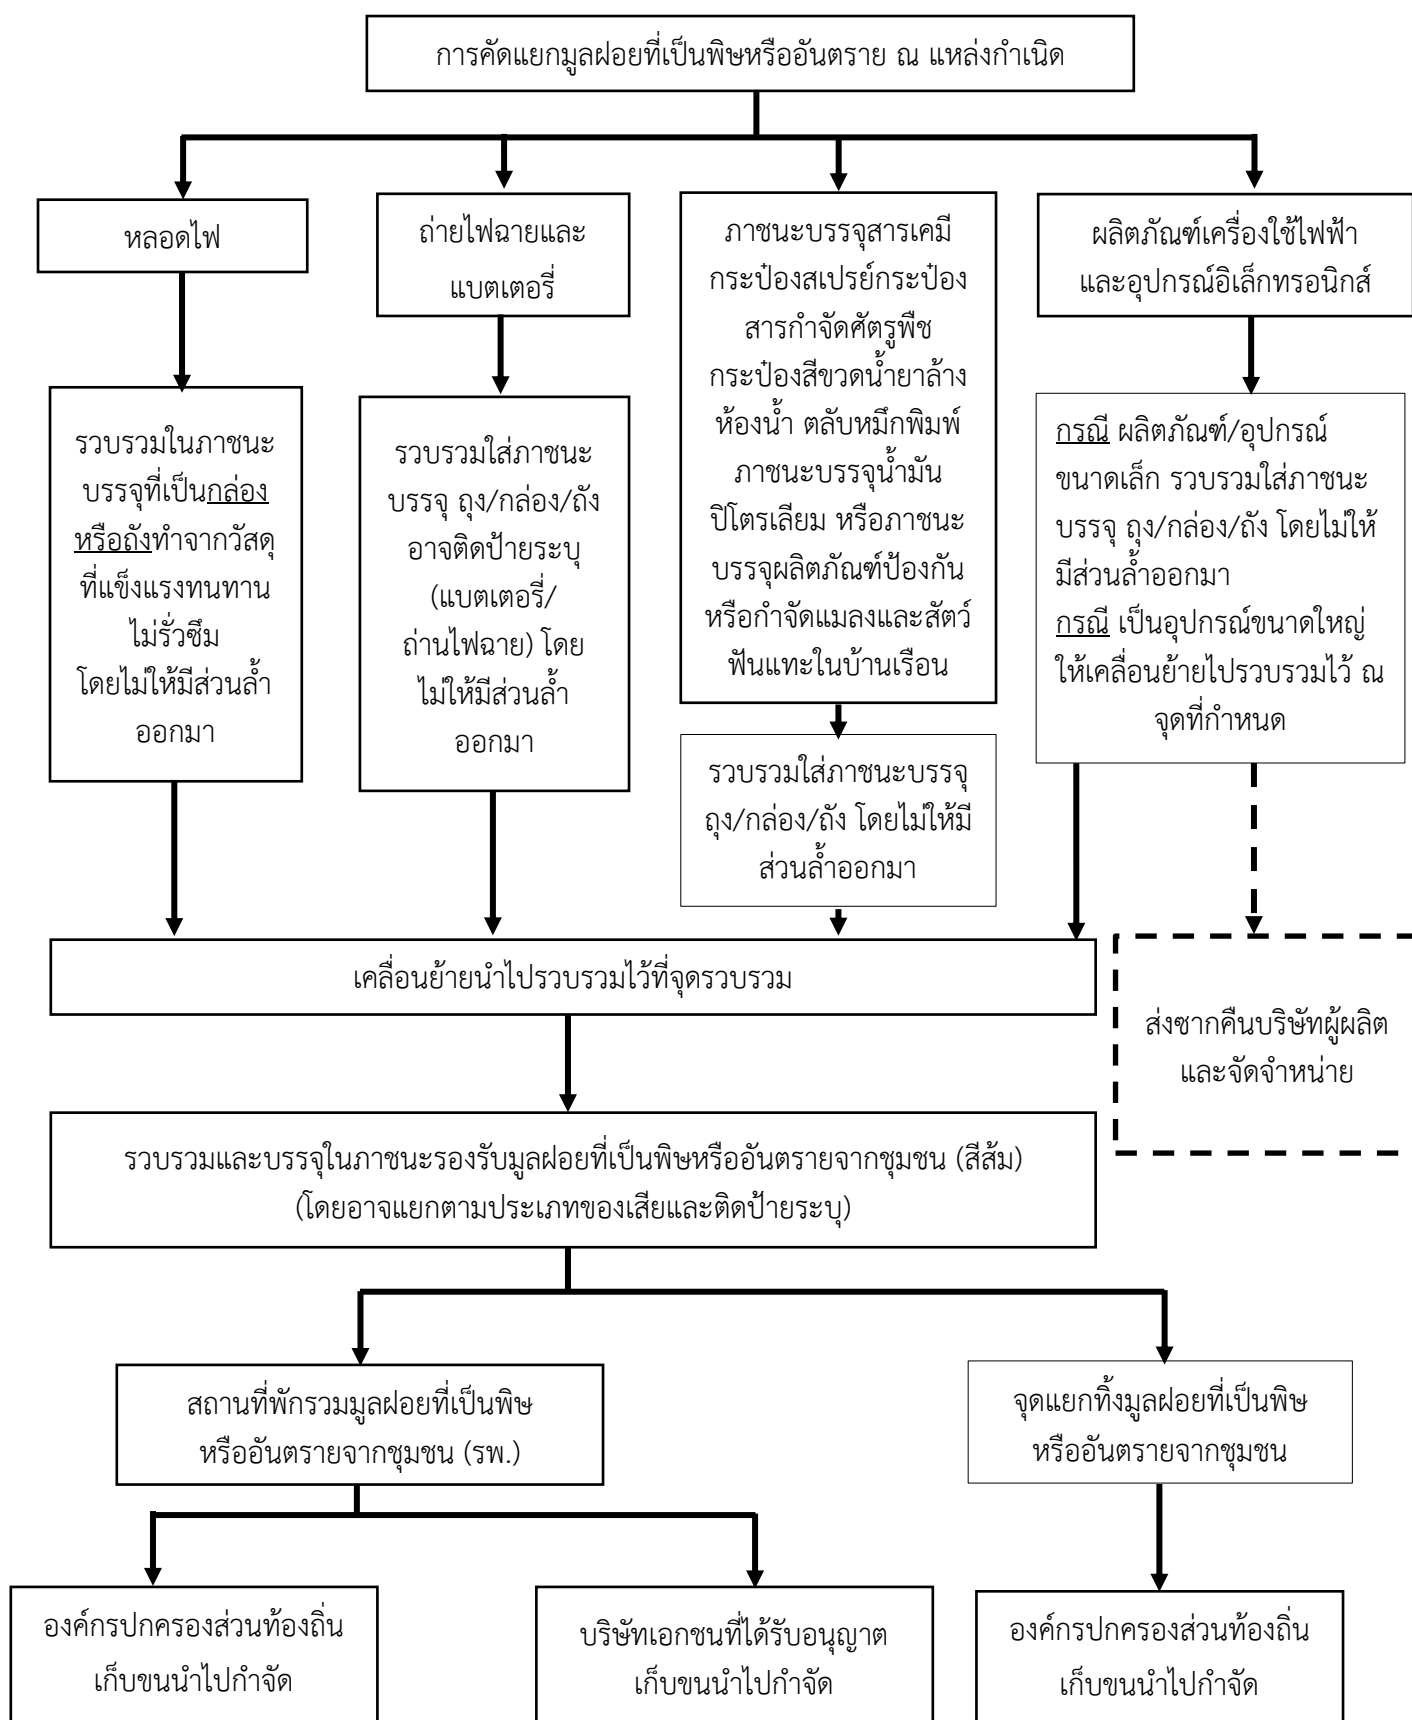 การคัดแยกมูลฝอยที่เป็นพิษหรืออันตราย ณ แหล่งกำเนิด
หลอดไฟ
ถ่ายไฟฉายและ
แบตเตอรี่
ภาชนะบรรจุสารเคมี
กระป๋องสเปรย์กระป๋อง
สารกำจัดศัตรูพืช
กระป๋องสีขวดน้ำยาล้าง
ห้องน้ำ ตลับหมึกพิมพ์
ภาชนะบรรจุน้ำมัน
ปิโตรเลียม หรือภาชนะ
บรรจุผลิตภัณฑ์ป้องกัน
หรือกำจัดแมลงและสัตว์
ฟันแทะในบ้านเรือน
ผลิตภัณฑ์เครื่องใช้ไฟฟ้า
และอุปกรณ์อิเล็กทรอนิกส์
รวบรวมในภาชนะ
บรรจุที่เป็นกล่อง
หรือถังทำจากวัสดุ
ที่แข็งแรงทนทาน
ไม่รั่วซึม
โดยไม่ให้มีส่วนล้ำ
ออกมา
รวบรวมใส่ภาชนะ
บรรจุ ถุง/กล่อง/ถัง
อาจติดป้ายระบุ
(แบตเตอรี่/
ถ่านไฟฉาย) โดย
ไม่ให้มีส่วนล้ำ
ออกมา
รวบรวมใส่ภาชนะบรรจุ
ถุง/กล่อง/ถัง โดยไม่ให้มี
ส่วนล้ำออกมา
กรณี ผลิตภัณฑ์/อุปกรณ์
ขนาดเล็ก รวบรวมใส่ภาชนะ
บรรจุ ถุง/กล่อง/ถัง โดยไม่ให้
มีส่วนล้ำออกมา
กรณี เป็นอุปกรณ์ขนาดใหญ่
ให้เคลื่อนย้ายไปรวบรวมไว้ ณ
จุดที่กำหนด
เคลื่อนย้ายนำไปรวบรวมไว้ที่จุดรวบรวม
ส่งซากคืนบริษัทผู้ผลิต
และจัดจำหน่าย
รวบรวมและบรรจุในภาชนะรองรับมูลฝอยที่เป็นพิษหรืออันตรายจากชุมชน (สีส้ม)
(โดยอาจแยกตามประเภทของเสียและติดป้ายระบุ)
สถานที่พักรวมมูลฝอยที่เป็นพิษ
หรืออันตรายจากชุมชน (รพ.)
จุดแยกทิ้งมูลฝอยที่เป็นพิษ
หรืออันตรายจากชุมชน
องค์กรปกครองส่วนท้องถิ่น
เก็บขนนำไปกำจัด
บริษัทเอกชนที่ได้รับอนุญาต
เก็บขนนำไปกำจัด
องค์กรปกครองส่วนท้องถิ่น
เก็บขนนำไปกำจัด